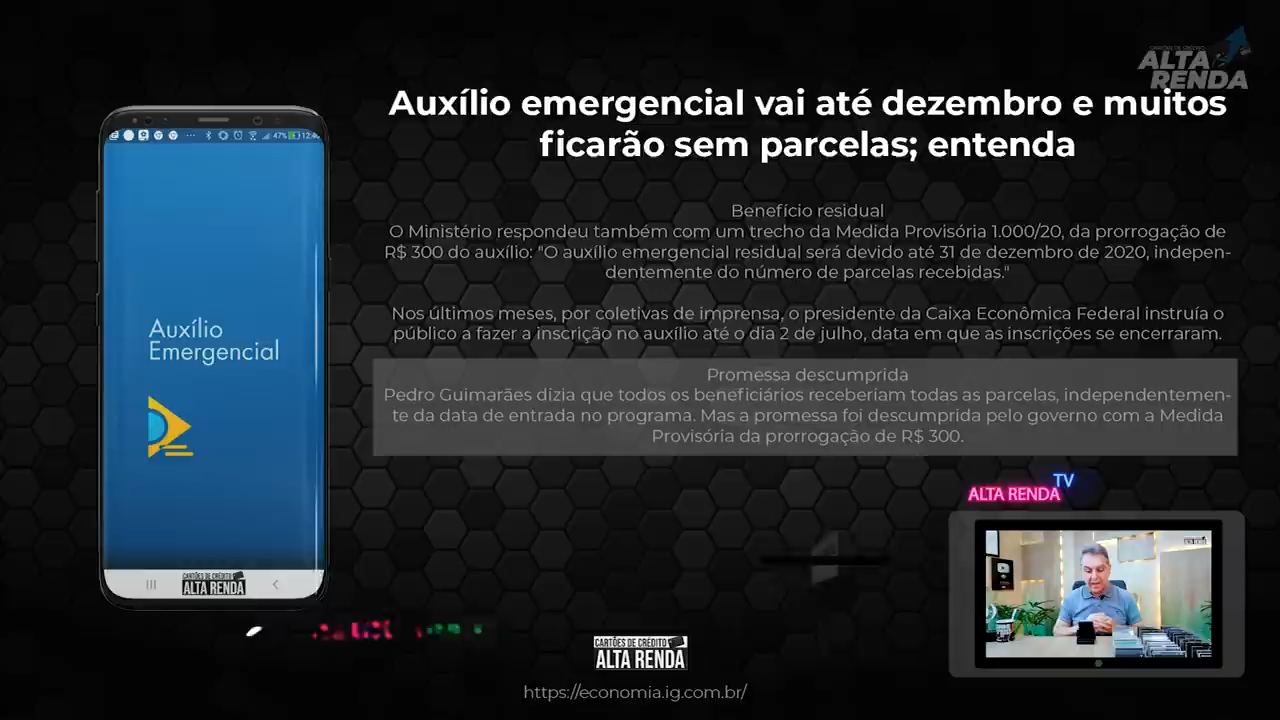 CARTÕES DE CRÉDITO
ALTA
RENDA
Auxílio emergencial vai até dezembro e muitos
ficarão sem parcelas; entenda
47% 12:4
Benefício residual
O Ministério respondeu também com um trecho da Medida Provisória 1.000/20, da prorrogação de
R$ 300 do auxílio: "O auxílio emergencial residual será devido até 31 de dezembro de 2020, indepen-
dentemente do número de parcelas recebidas."
Nos últimos meses, por coletivas de imprensa, o presidente da Caixa Econômica Federal instruía o
público a fazer a inscrição no auxílio até o dia 2 de julho, data em que as inscrições se encerraram.
Auxílio
Emergencial
Promessa descumprida
Pedro Guimarães dizia que todos os beneficiários receberiam todas as parcelas, independentemen-
te da data de entrada no programa. Mas a promessa foi descumprida pelo governo com a Medida
Provisória da prorrogação de R$ 300.
ALTA RENDA TV
CARTÕES DE CRÉDITO
ALTA RENDA
CARTÕES DE CRÉDITO
ALTA RENDA
https://economia.ig.com.br/